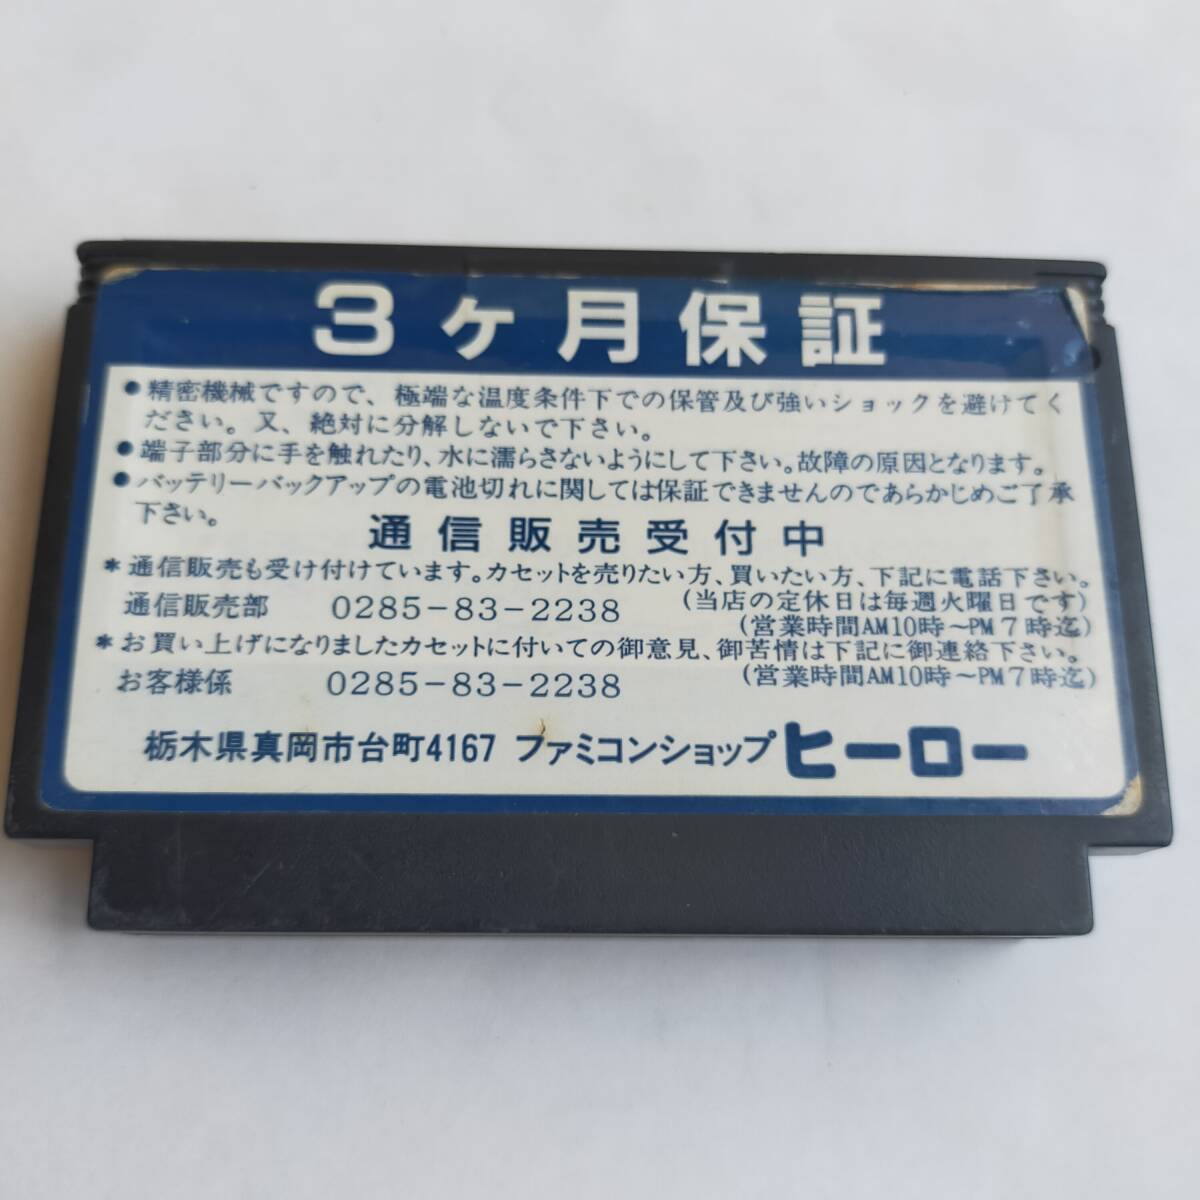 3ヶ月保証
●精密機械ですので、極端な温度条件下での保管及び強いショックを避けてく
ださい。又、絶対に分解しないで下さい。
●端子部分に手を触れたり、水に濡らさないようにして下さい。故障の原因となります。
●バッテリーバックアップの電池切れに関しては保証できませんのであらかじめご了承
下さい。
通信販売受付中
*通信販売も受け付けています。カセットを売りたい方、買いたい方、下記に電話下さい。
通信販売部 0285-83-2238 (当店の定休日は毎週火曜日です)
(営業時間AM10時〜PM7時迄)
*お買い上げになりましたカセットに付いての御意見、御苦情は下記に御連絡下さい。
お客様係 0285-83-2238 (営業時間AM10時〜PM7時迄)
栃木県真岡市台町4167 ファミコンショップ ヒーロー